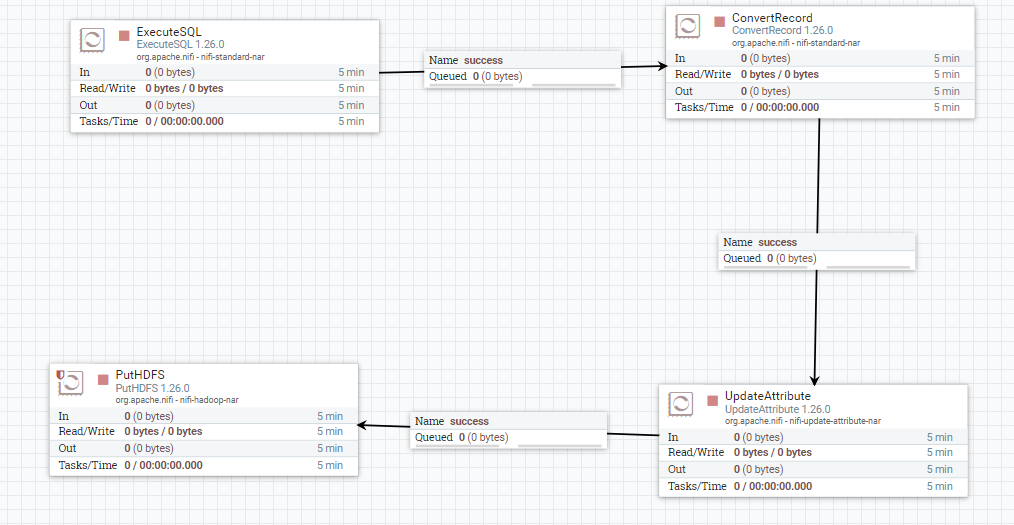 ExecuteSQL
ExecuteSQL 1.26.0
org.apache.nifi - nifi-standard-nar
In 0 (0 bytes) 5 min
Read/Write 0 bytes / 0 bytes 5 min
Out 0 (0 bytes) 5 min
Tasks/Time 0 / 00:00:00.000 5 min
Name success
Queued 0 (0 bytes)
ConvertRecord
ConvertRecord 1.26.0
org.apache.nifi - nifi-standard-nar
In 0 (0 bytes) 5 min
Read/Write 0 bytes / 0 bytes 5 min
Out 0 (0 bytes) 5 min
Tasks/Time 0 / 00:00:00.000 5 min
Name success
Queued 0 (0 bytes)
PutHDFS
PutHDFS 1.26.0
org.apache.nifi - nifi-hadoop-nar
In 0 (0 bytes) 5 min
Read/Write 0 bytes / 0 bytes 5 min
Out 0 (0 bytes) 5 min
Tasks/Time 0 / 00:00:00.000 5 min
Name success
Queued 0 (0 bytes)
UpdateAttribute
UpdateAttribute 1.26.0
org.apache.nifi - nifi-update-attribute-nar
In 0 (0 bytes) 5 min
Read/Write 0 bytes / 0 bytes 5 min
Out 0 (0 bytes) 5 min
Tasks/Time 0 / 00:00:00.000 5 min